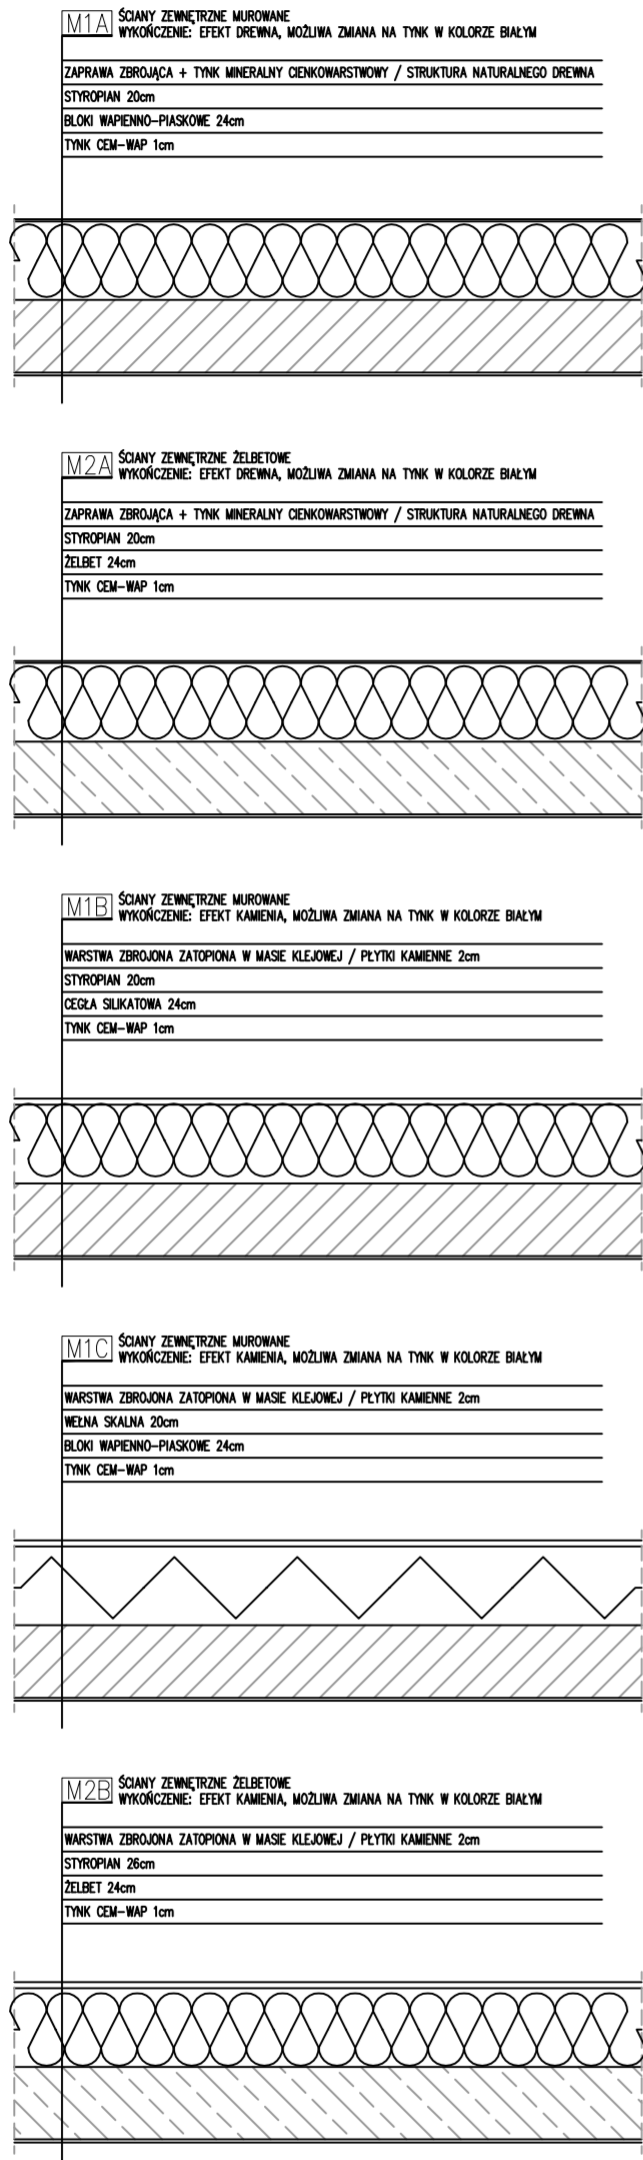 M1A ŚCIANY ZEWNĘTRZNE MUROWANE
WYKOŃCZENIE: EFEKT DREWNA, MOŻLIWA ZMIANA NA TYNK W KOLORZE BIAŁYM
ZAPRAWA ZBROJĄCA + TYNK MINERALNY CIENKOWARSTWOWY / STRUKTURA NATURALNEGO DREWNA
STYROPIAN 20cm
BLOKI WAPIENNO-PIASKOWE 24cm
TYNK CEM-WAP 1cm
M2A ŚCIANY ZEWNĘTRZNE ŻELBETOWE
WYKOŃCZENIE: EFEKT DREWNA, MOŻLIWA ZMIANA NA TYNK W KOLORZE BIAŁYM
ZAPRAWA ZBROJĄCA + TYNK MINERALNY CIENKOWARSTWOWY / STRUKTURA NATURALNEGO DREWNA
STYROPIAN 20cm
ŻELBET 24cm
TYNK CEM-WAP 1cm
M1B ŚCIANY ZEWNĘTRZNE MUROWANE
WYKOŃCZENIE: EFEKT KAMIENIA, MOŻLIWA ZMIANA NA TYNK W KOLORZE BIAŁYM
WARSTWA ZBROJONA ZATOPIONA W MASIE KLEJOWEJ / PŁYTKI KAMIENNE 2cm
STYROPIAN 20cm
CEGŁA SILIKATOWA 24cm
TYNK CEM-WAP 1cm
M1C ŚCIANY ZEWNĘTRZNE MUROWANE
WYKOŃCZENIE: EFEKT KAMIENIA, MOŻLIWA ZMIANA NA TYNK W KOLORZE BIAŁYM
WARSTWA ZBROJONA ZATOPIONA W MASIE KLEJOWEJ / PŁYTKI KAMIENNE 2cm
WEŁNA SKALNA 20cm
BLOKI WAPIENNO-PIASKOWE 24cm
TYNK CEM-WAP 1cm
M2B ŚCIANY ZEWNĘTRZNE ŻELBETOWE
WYKOŃCZENIE: EFEKT KAMIENIA, MOŻLIWA ZMIANA NA TYNK W KOLORZE BIAŁYM
WARSTWA ZBROJONA ZATOPIONA W MASIE KLEJOWEJ / PŁYTKI KAMIENNE 2cm
STYROPIAN 26cm
ŻELBET 24cm
TYNK CEM-WAP 1cm